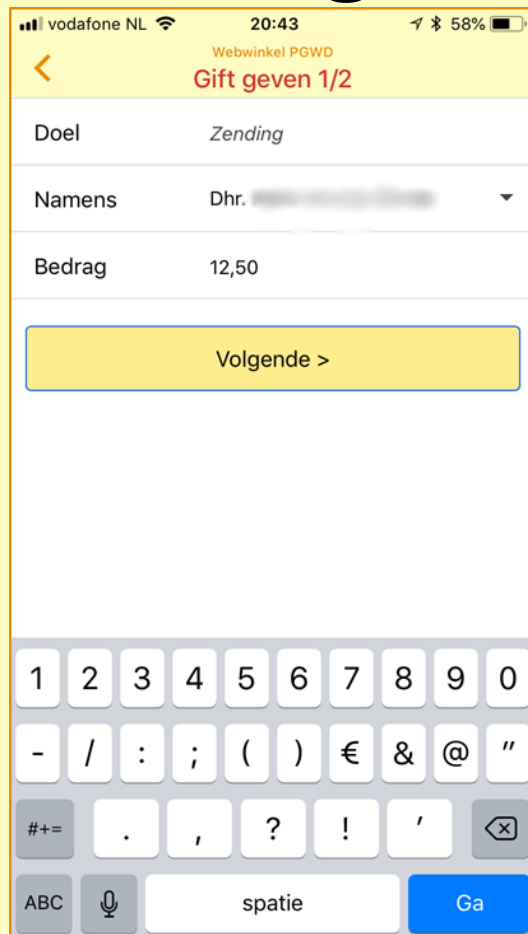 vodafone NL 20:43 58%
Webwinkel PGWD
Gift geven 1/2
Doel Zending
Namens Dhr.
Bedrag 12,50
Volgende >
1 2 3 4 5 6 7 8 9 0
- / : ; ( ) € & @ "
#+= . , ? ! '
ABC spatie Ga